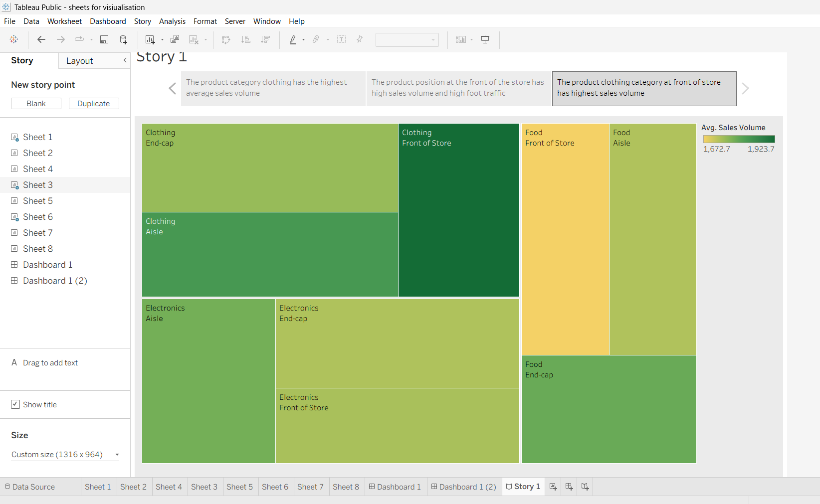 Tableau Public - sheets for visiualisation
File Data Worksheet Dashboard Story Analysis Format Server Window Help
Story
Layout
New story point
Blank
Duplicate
Sheet 1
Sheet 2
Sheet 4
Sheet 3
Sheet 5
Sheet 6
Sheet 7
Sheet 8
Dashboard 1
Dashboard 1 (2)
A Drag to add text
Show title
Size
Custom size (1316 x 964)
Story 1
The product category clothing has the highest
average sales volume
The product position at the front of the store has
high sales volume and high foot traffic
The product clothing category at front of store
has highest sales volume
Clothing
End-cap
Clothing
Front of Store
Clothing
Aisle
Electronics
Aisle
Electronics
End-cap
Electronics
Front of Store
Food
Front of Store
Food
Aisle
Food
End-cap
Avg. Sales Volume
1,672.7 1,923.7
Data Source Sheet 1 Sheet 2 Sheet 4 Sheet 3 Sheet 5 Sheet 6 Sheet 7 Sheet 8 Dashboard 1 Dashboard 1 (2) Story 1